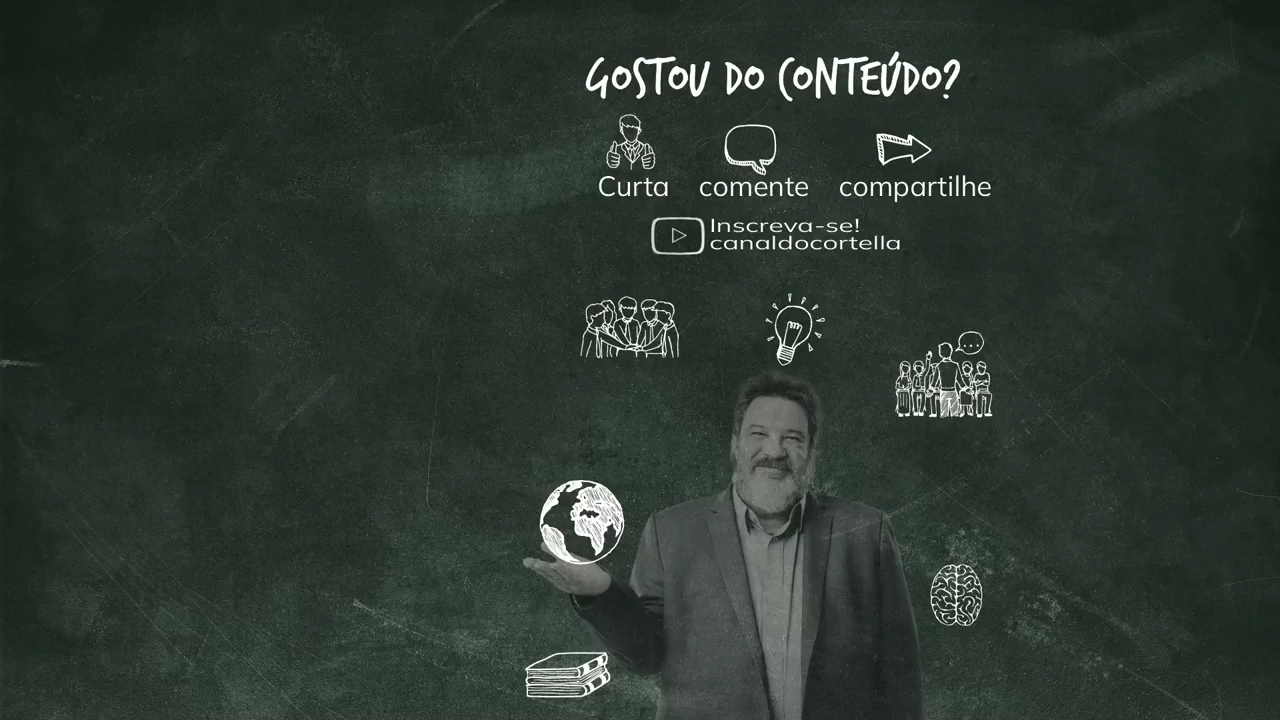 GOSTOU DO CONTEÚDO?
Curta comente compartilhe
Inscreva-se!
canaldocortella